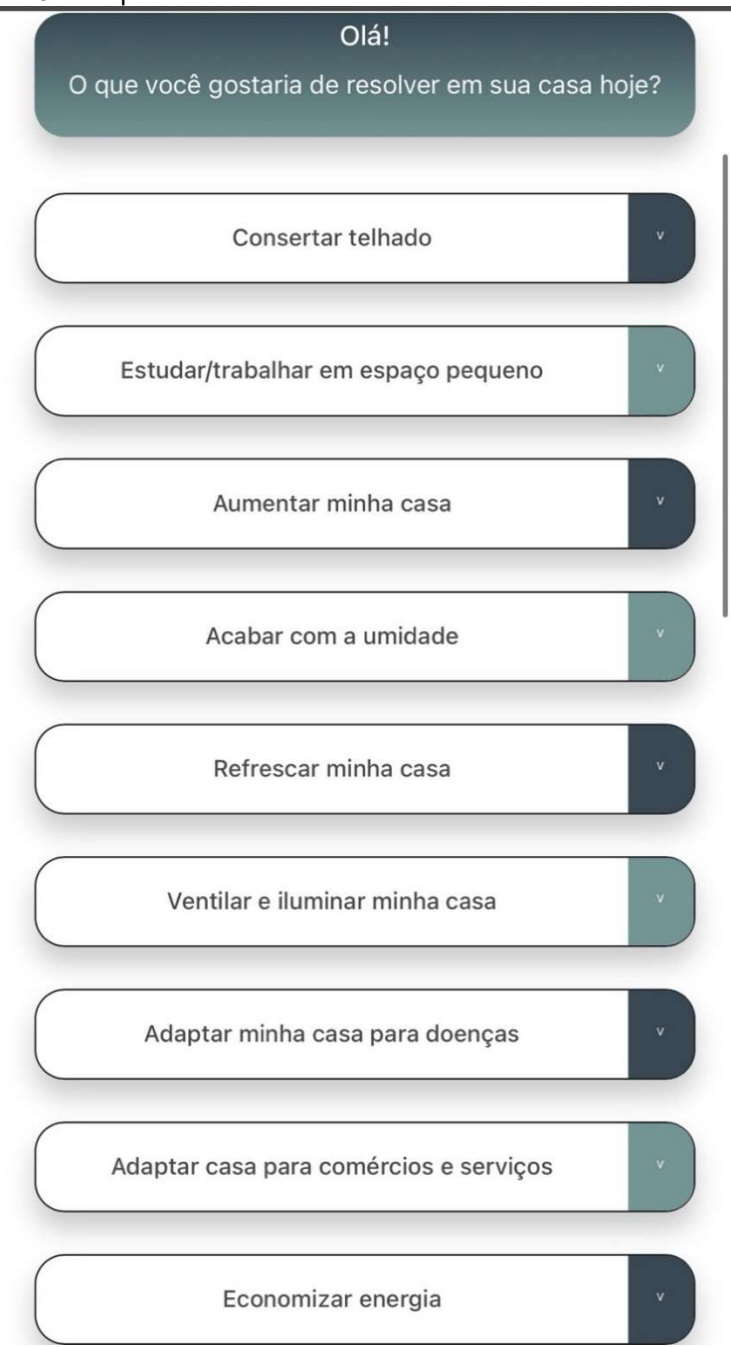 Olá!
O que você gostaria de resolver em sua casa hoje?
Consertar telhado
v
Estudar/trabalhar em espaço pequeno
v
Aumentar minha casa
v
Acabar com a umidade
v
Refrescar minha casa
v
Ventilar e iluminar minha casa
v
Adaptar minha casa para doenças
v
Adaptar casa para comércios e serviços
v
Economizar energia
v